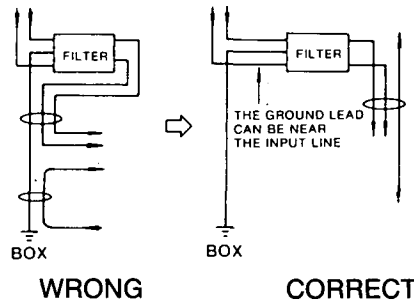 FILTER
FILTER
THE GROUND LEAD
CAN BE NEAR
THE INPUT LINE
BOX
BOX
WRONG
CORRECT